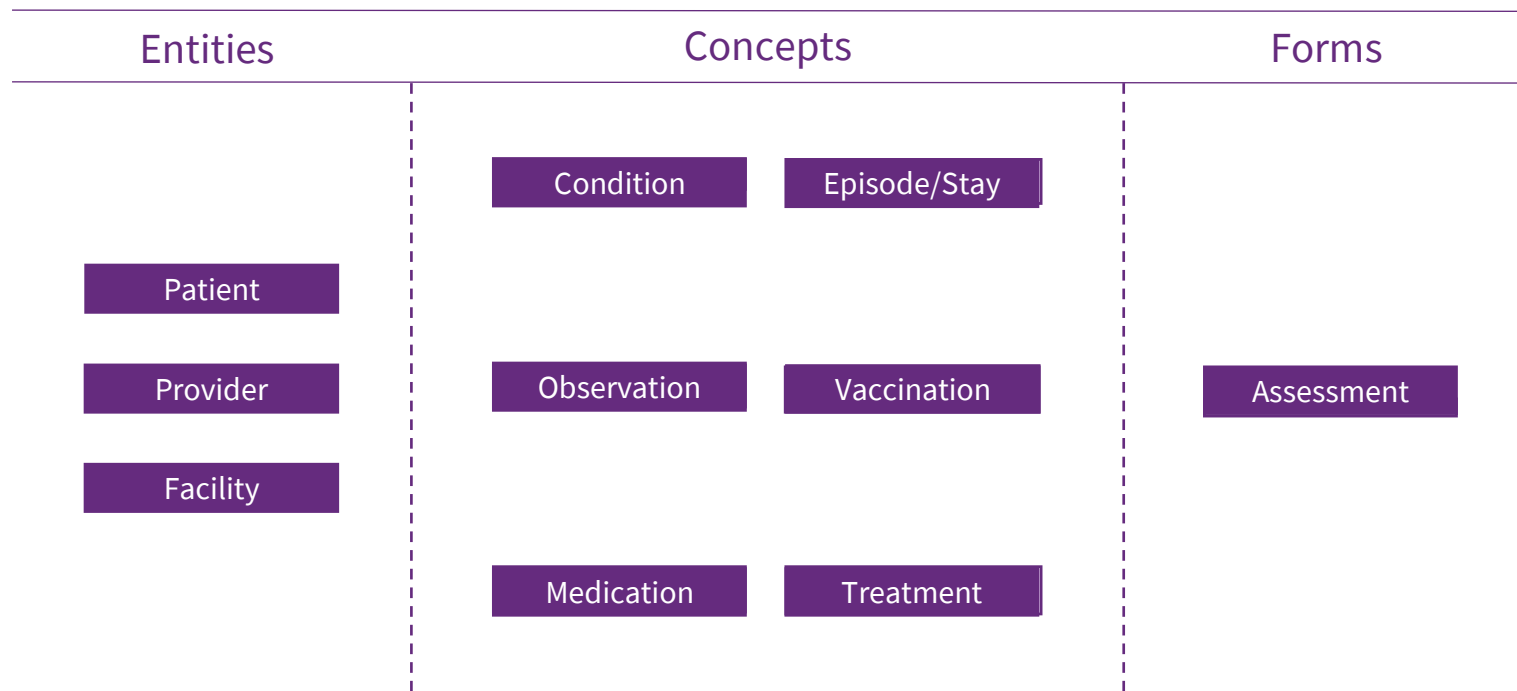 Entities
Concepts
Forms
Condition
Episode/Stay
Patient
Provider
Observation
Vaccination
Assessment
Facility
Medication
Treatment